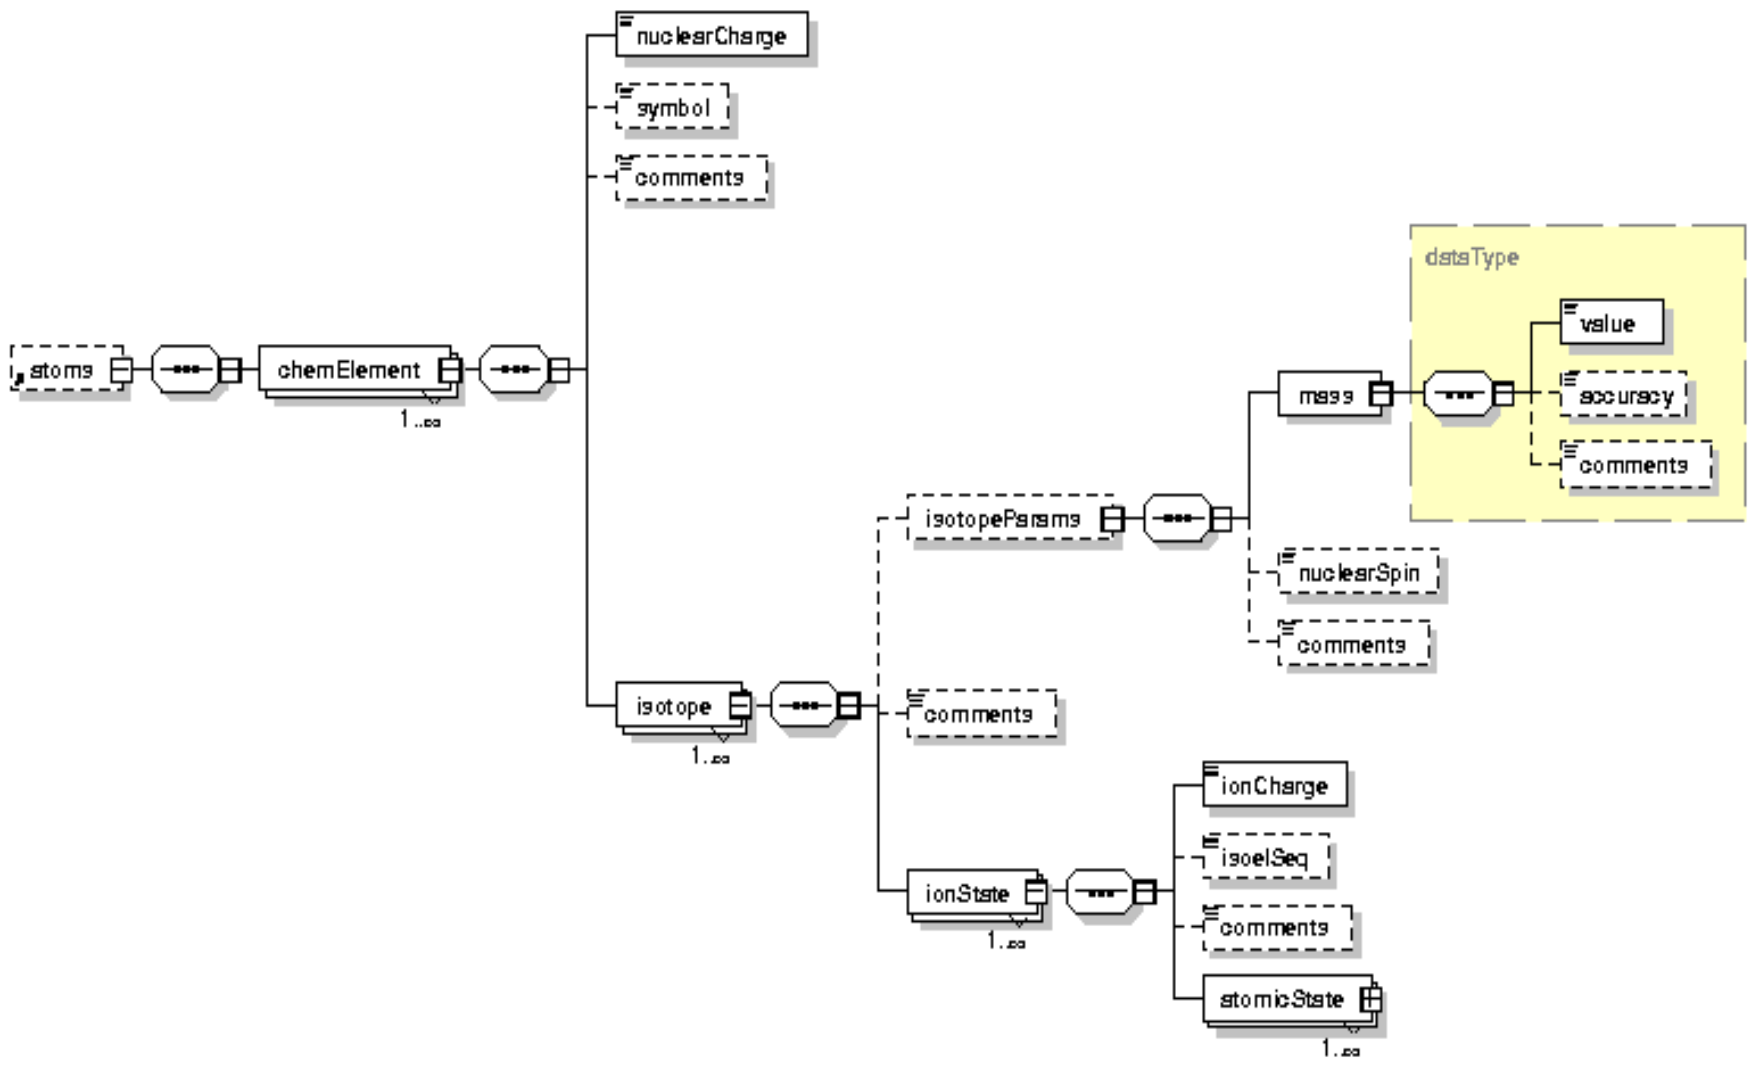 nuclearCharge
symbol
comments
dataType
value
atoms
chemElement
1..∞
mass
accuracy
comments
isotopeParams
nuclearSpin
comments
isotope
1..∞
comments
ionCharge
isoelSeq
ionState
1..∞
comments
atomicState
1..∞